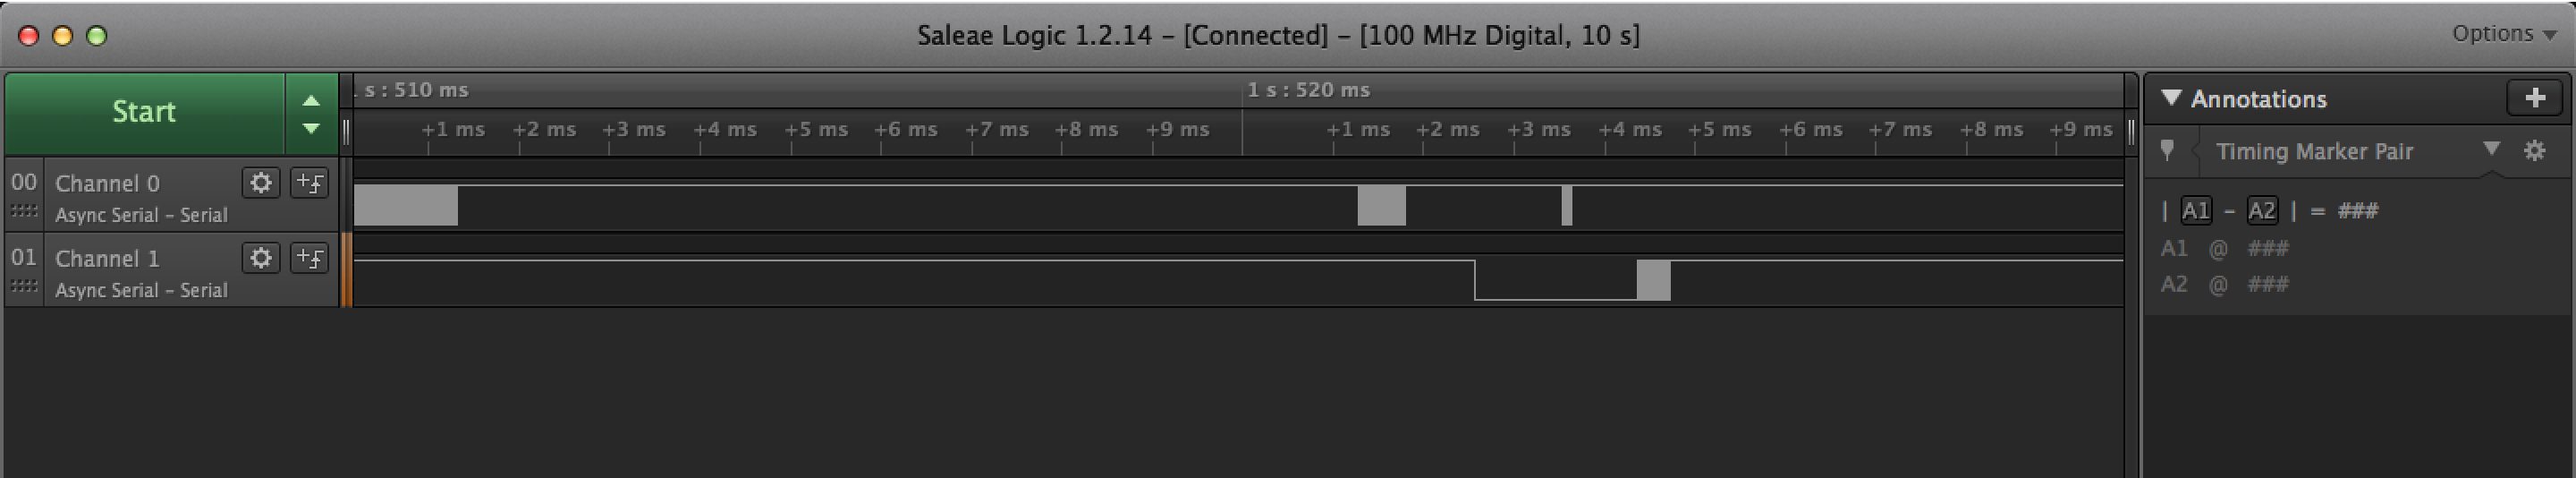 Saleae Logic 1.2.14 – [Connected] – [100 MHz Digital, 10 s]
Options
Start
1 s : 510 ms
1 s : 520 ms
+1 ms +2 ms +3 ms +4 ms +5 ms +6 ms +7 ms +8 ms +9 ms
+1 ms +2 ms +3 ms +4 ms +5 ms +6 ms +7 ms +8 ms +9 ms
Annotations
Timing Marker Pair
00 Channel 0
Async Serial – Serial
01 Channel 1
Async Serial – Serial
| A1 – A2 | = ###
A1 @ ###
A2 @ ###